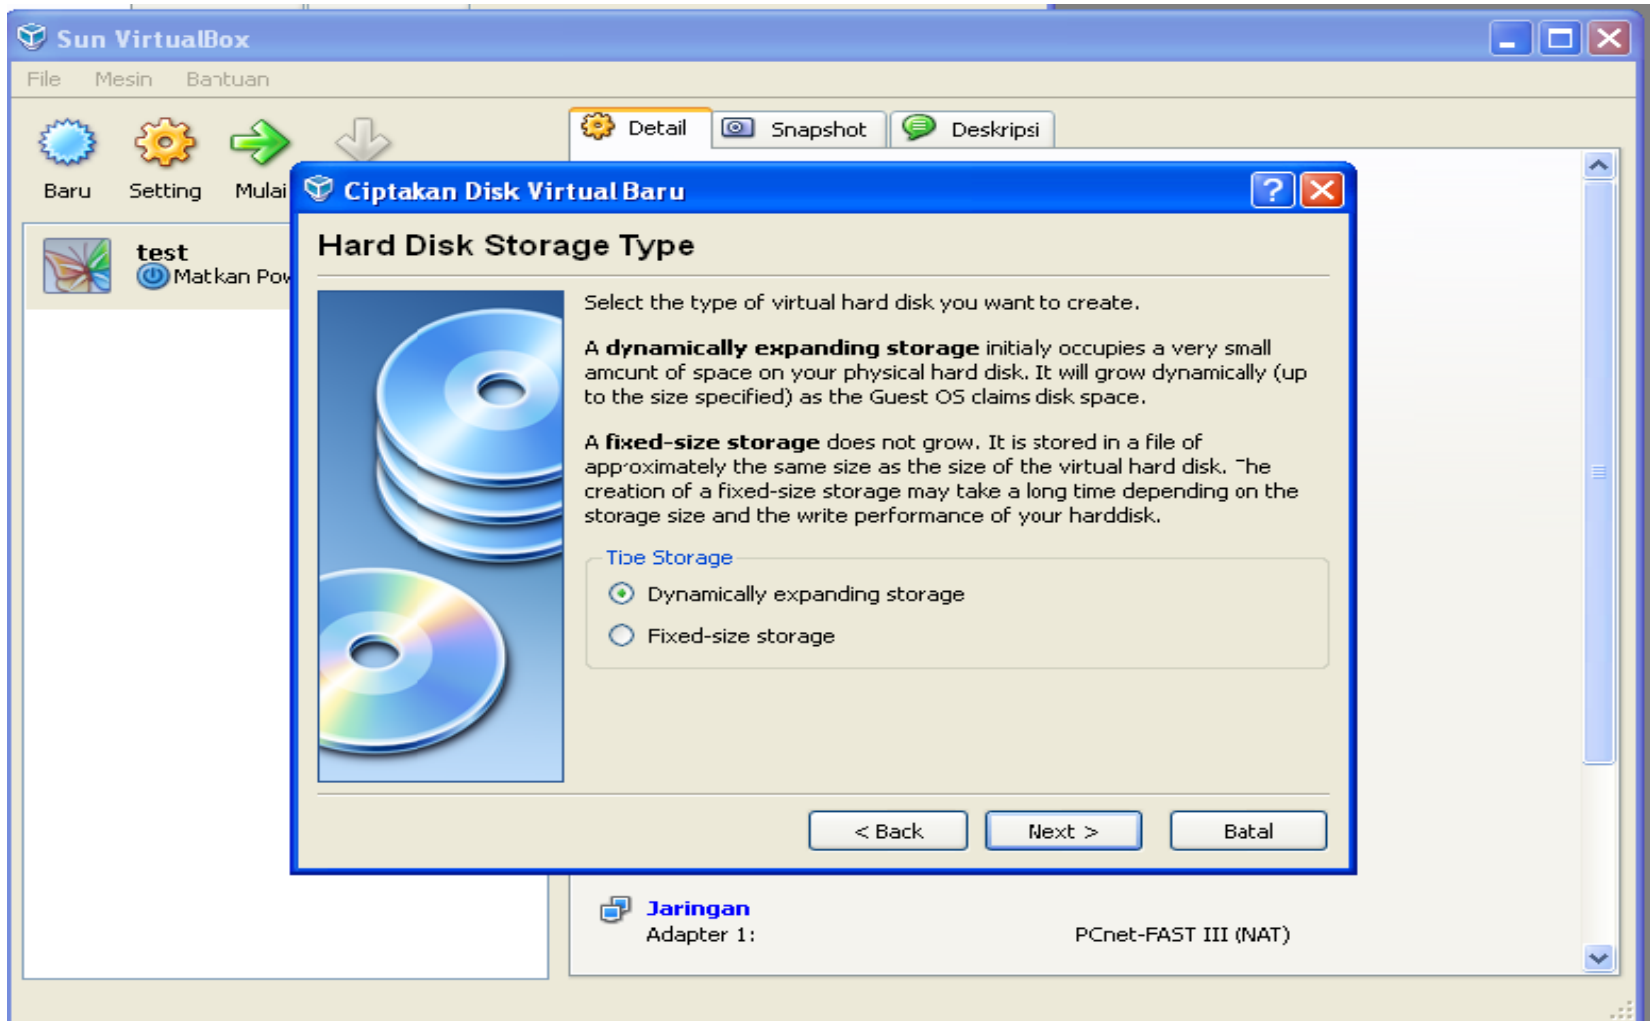 Sun VirtualBox
File Mesin Bantuan
Baru Setting Mulai
Detail Snapshot Deskripsi
test
Matkan Pow
Ciptakan Disk Virtual Baru
Hard Disk Storage Type
Select the type of virtual hard disk you want to create.
A dynamically expanding storage initialy occupies a very small
amount of space on your physical hard disk. It will grow dynamically (up
to the size specified) as the Guest OS claims disk space.
A fixed-size storage does not grow. It is stored in a file of
approximately the same size as the size of the virtual hard disk. The
creation of a fixed-size storage may take a long time depending on the
storage size and the write performance of your harddisk.
Tipe Storage
Dynamically expanding storage
Fixed-size storage
< Back Next > Batal
Jaringan
Adapter 1: PCnet-FAST III (NAT)